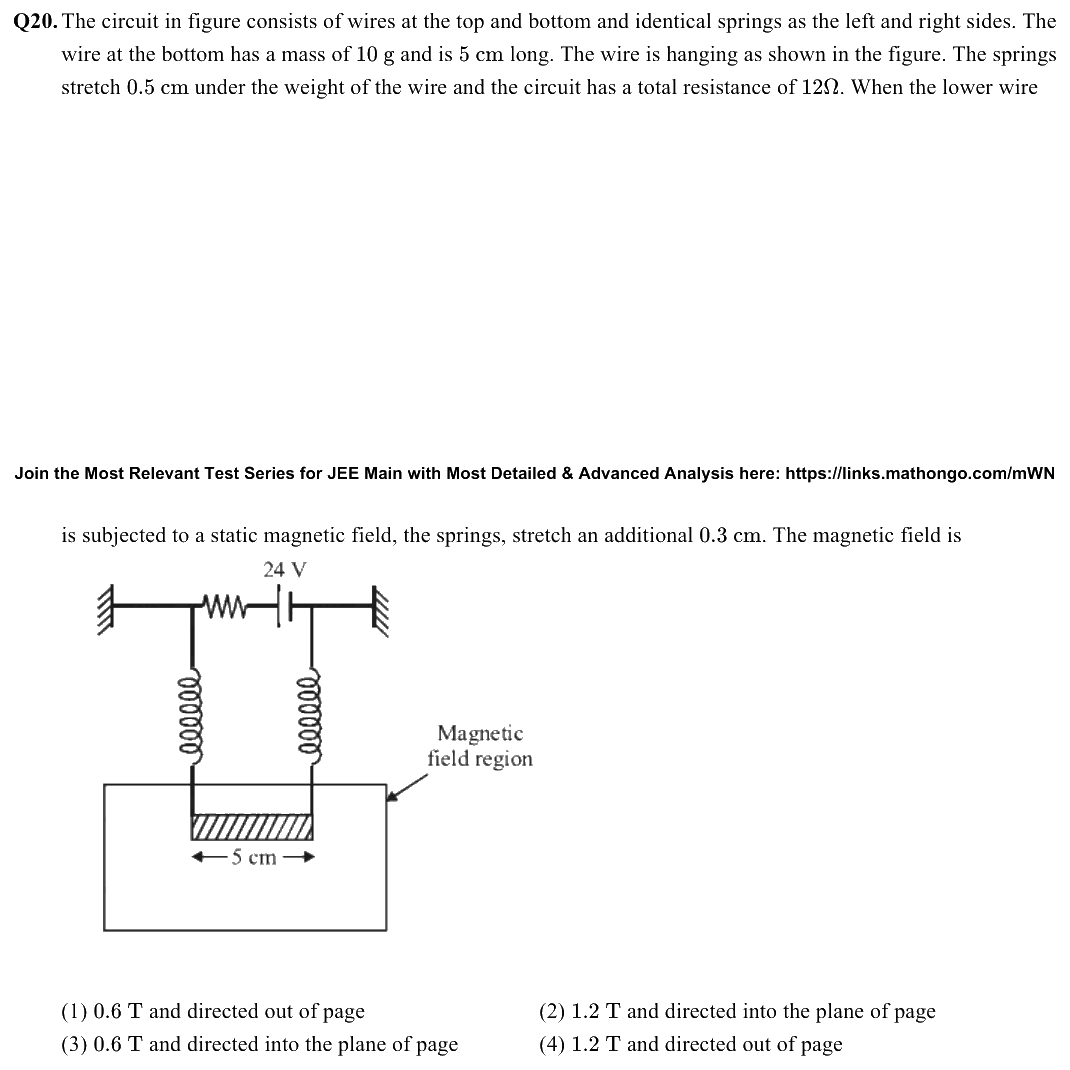 Q20. The circuit in figure consists of wires at the top and bottom and identical springs as the left and right sides. The
wire at the bottom has a mass of 10 g and is 5 cm long. The wire is hanging as shown in the figure. The springs
stretch 0.5 cm under the weight of the wire and the circuit has a total resistance of 12Ω. When the lower wire
Join the Most Relevant Test Series for JEE Main with Most Detailed & Advanced Analysis here: https://links.mathongo.com/mWN
is subjected to a static magnetic field, the springs, stretch an additional 0.3 cm. The magnetic field is
24 V
Magnetic
field region
5 cm
(1) 0.6 T and directed out of page
(2) 1.2 T and directed into the plane of page
(3) 0.6 T and directed into the plane of page
(4) 1.2 T and directed out of page